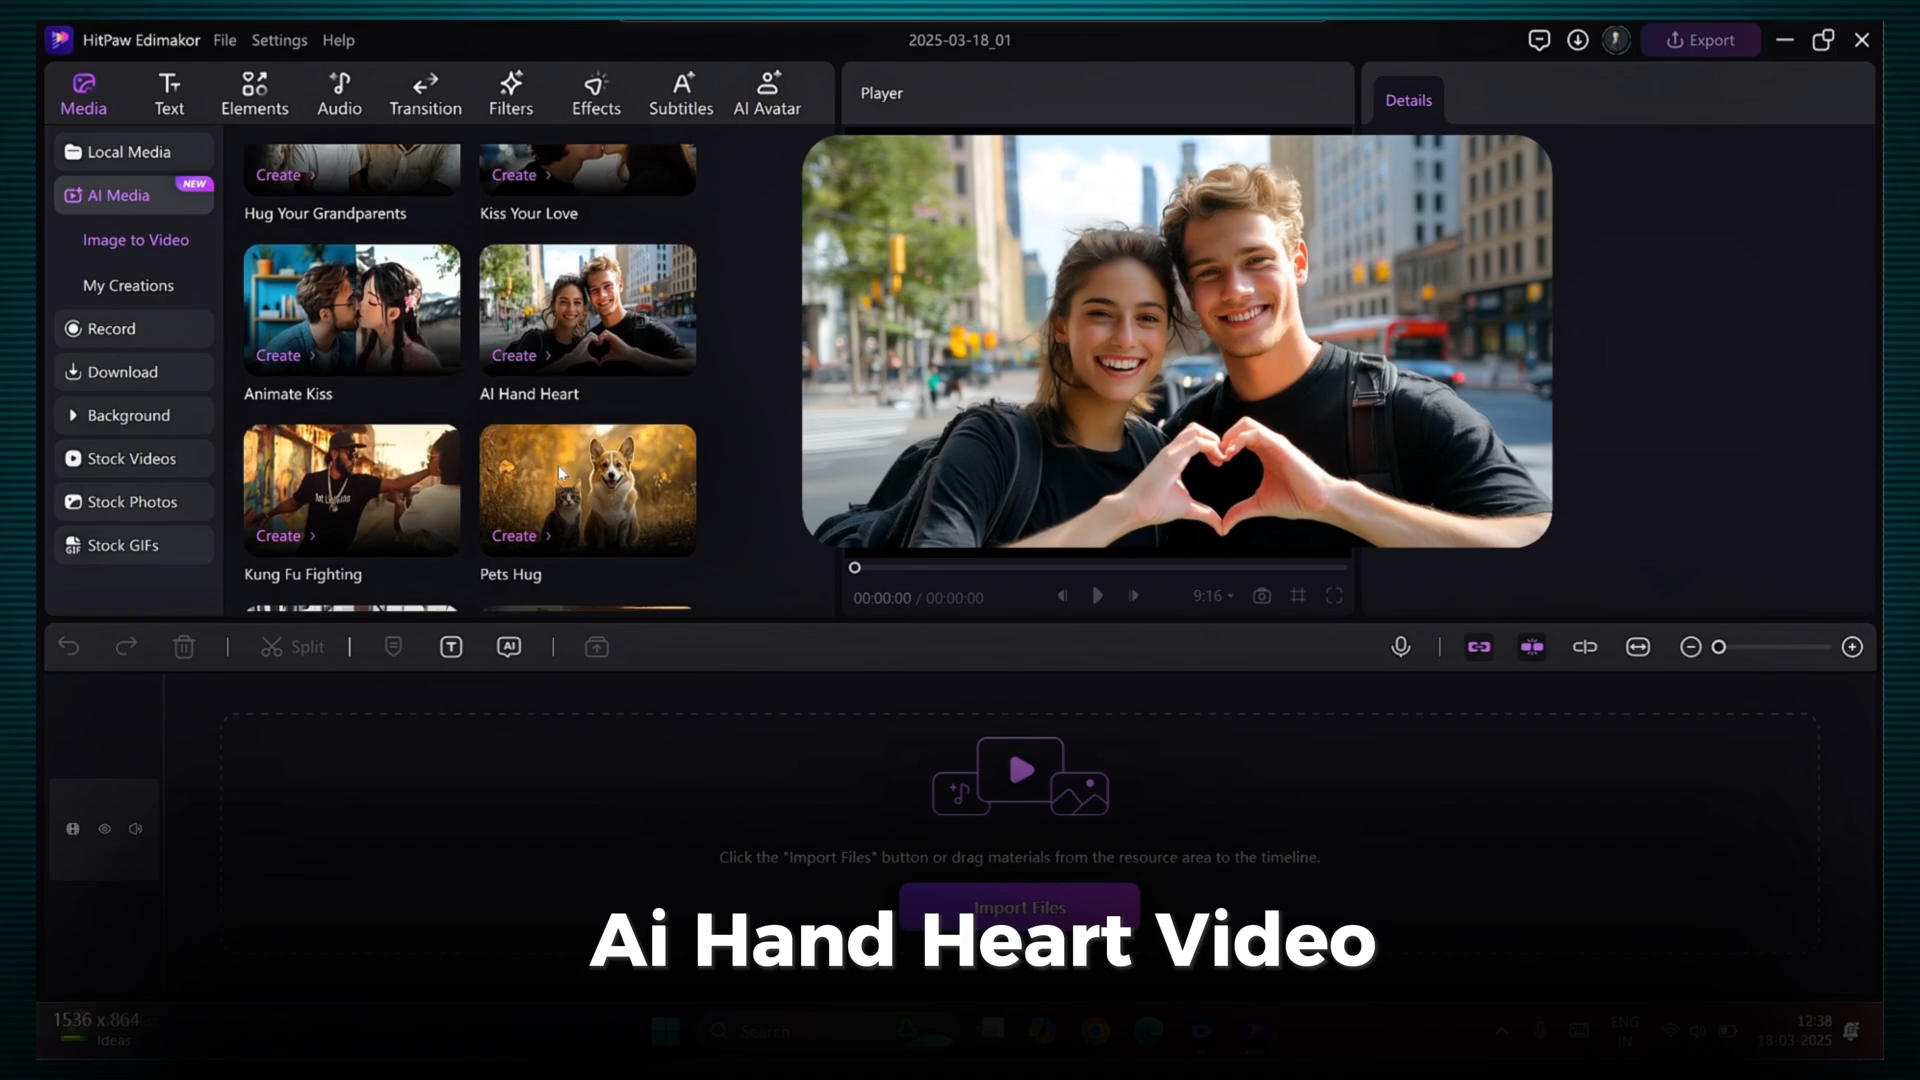 HitPaw Edimakor File Settings Help
2025-03-18_01
Export
Media Text Elements Audio Transition Filters Effects Subtitles AI Avatar
Player
Details
Local Media
AI Media NEW
Image to Video
My Creations
Record
Download
Background
Stock Videos
Stock Photos
Stock GIFs
Create › Create ›
Hug Your Grandparents Kiss Your Love
Create › Create ›
Animate Kiss AI Hand Heart
Create › Create ›
Kung Fu Fighting Pets Hug
00:00:00 / 00:00:00
9:16
Split
Click the "Import Files" button or drag materials from the resource area to the timeline.
Import Files
Ai Hand Heart Video
1536 x 864
Ideas
Search
ENG
IN
12:38
18-03-2025